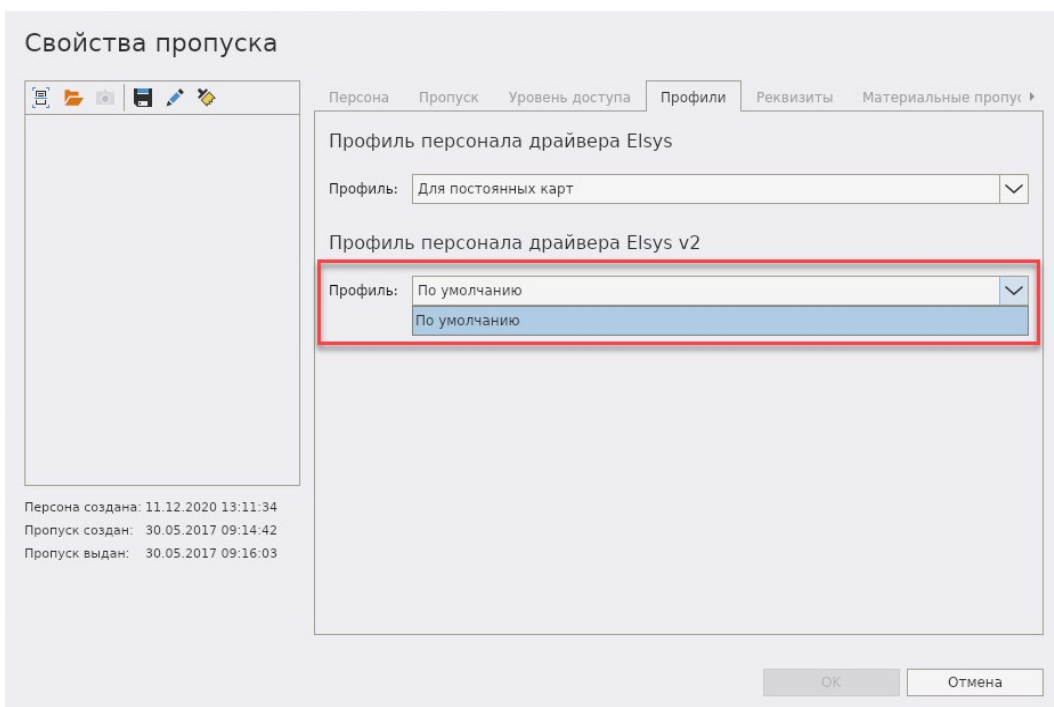 Свойства пропуска
Персона Пропуск Уровень доступа Профили Реквизиты Материальные пропус
Профиль персонала драйвера Elsys
Профиль: Для постоянных карт
Профиль персонала драйвера Elsys v2
Профиль: По умолчанию
По умолчанию
Персона создана: 11.12.2020 13:11:34
Пропуск создан: 30.05.2017 09:14:42
Пропуск выдан: 30.05.2017 09:16:03
ОК Отмена